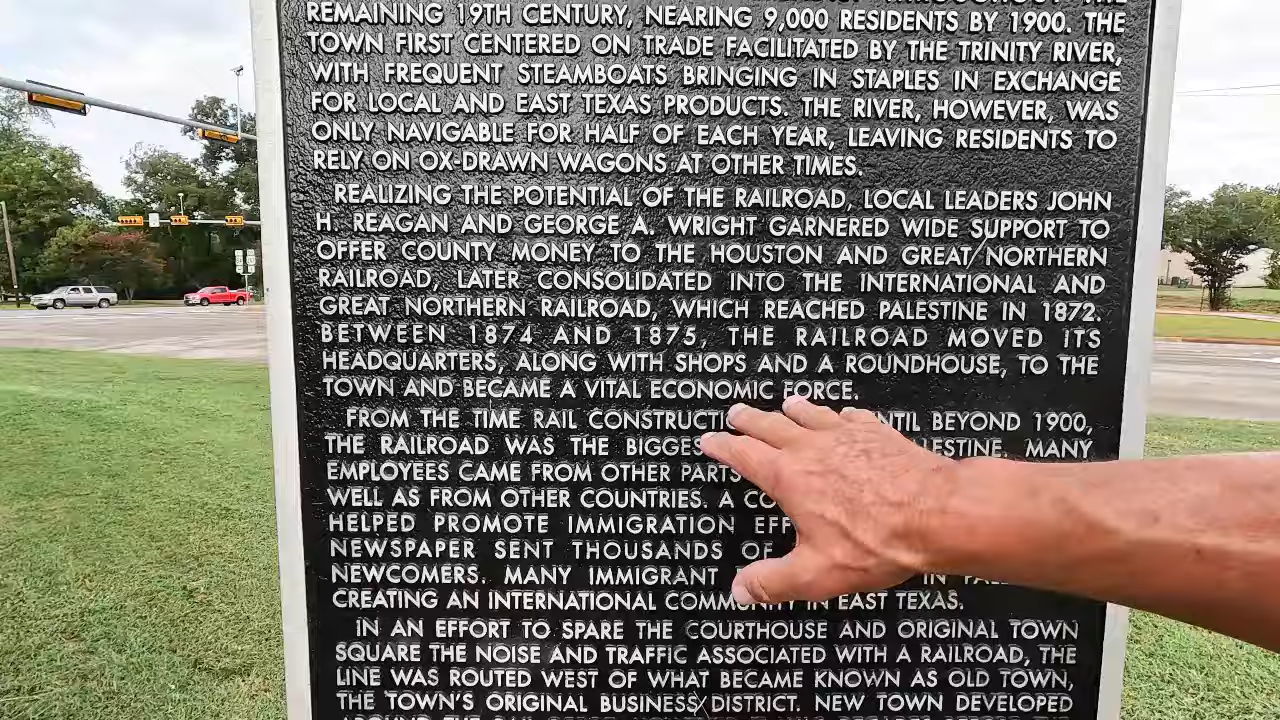 REMAINING 19TH CENTURY, NEARING 9,000 RESIDENTS BY 1900. THE
TOWN FIRST CENTERED ON TRADE FACILITATED BY THE TRINITY RIVER,
WITH FREQUENT STEAMBOATS BRINGING IN STAPLES IN EXCHANGE
FOR LOCAL AND EAST TEXAS PRODUCTS. THE RIVER, HOWEVER, WAS
ONLY NAVIGABLE FOR HALF OF EACH YEAR, LEAVING RESIDENTS TO
RELY ON OX-DRAWN WAGONS AT OTHER TIMES.
REALIZING THE POTENTIAL OF THE RAILROAD, LOCAL LEADERS JOHN
H. REAGAN AND GEORGE A. WRIGHT GARNERED WIDE SUPPORT TO
OFFER COUNTY MONEY TO THE HOUSTON AND GREAT NORTHERN
RAILROAD, LATER CONSOLIDATED INTO THE INTERNATIONAL AND
GREAT NORTHERN RAILROAD, WHICH REACHED PALESTINE IN 1872.
BETWEEN 1874 AND 1875, THE RAILROAD MOVED ITS
HEADQUARTERS, ALONG WITH SHOPS AND A ROUNDHOUSE, TO THE
TOWN AND BECAME A VITAL ECONOMIC FORCE.
FROM THE TIME RAIL BEYOND 1900,
THE RAILROAD WAS THE MANY
EMPLOYEES CAME FROM OTHER PARTS
WELL AS FROM OTHER COUNTRIES. A
HELPED PROMOTE IMMIGRATION
NEWSPAPER SENT THOUSANDS OF
NEWCOMERS. MANY IMMIGRANT IN
CREATING AN INTERNATIONAL COMMUNITY IN EAST TEXAS.
IN AN EFFORT TO SPARE THE COURTHOUSE AND ORIGINAL TOWN
SQUARE THE NOISE AND TRAFFIC ASSOCIATED WITH A RAILROAD, THE
LINE WAS ROUTED WEST OF WHAT BECAME KNOWN AS OLD TOWN,
THE TOWN'S ORIGINAL BUSINESS DISTRICT. NEW TOWN DEVELOPED